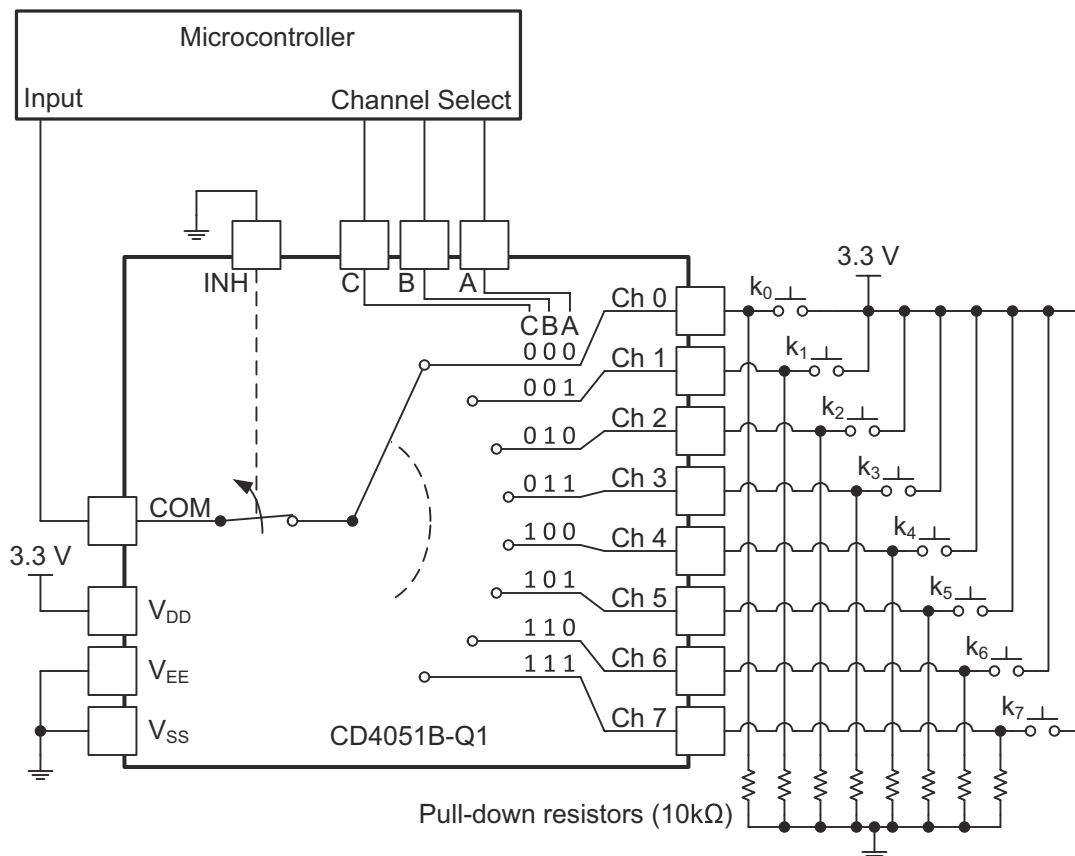 Microcontroller
Input
Channel Select
INH
C
B
A
3.3 V
CBA
Ch 0
k0
000
Ch 1
k1
001
Ch 2
k2
010
Ch 3
k3
011
Ch 4
k4
100
COM
3.3 V
101
Ch 5
k5
VDD
110
Ch 6
k6
VEE
111
Ch 7
k7
VSS
CD4051B-Q1
Pull-down resistors (10kΩ)